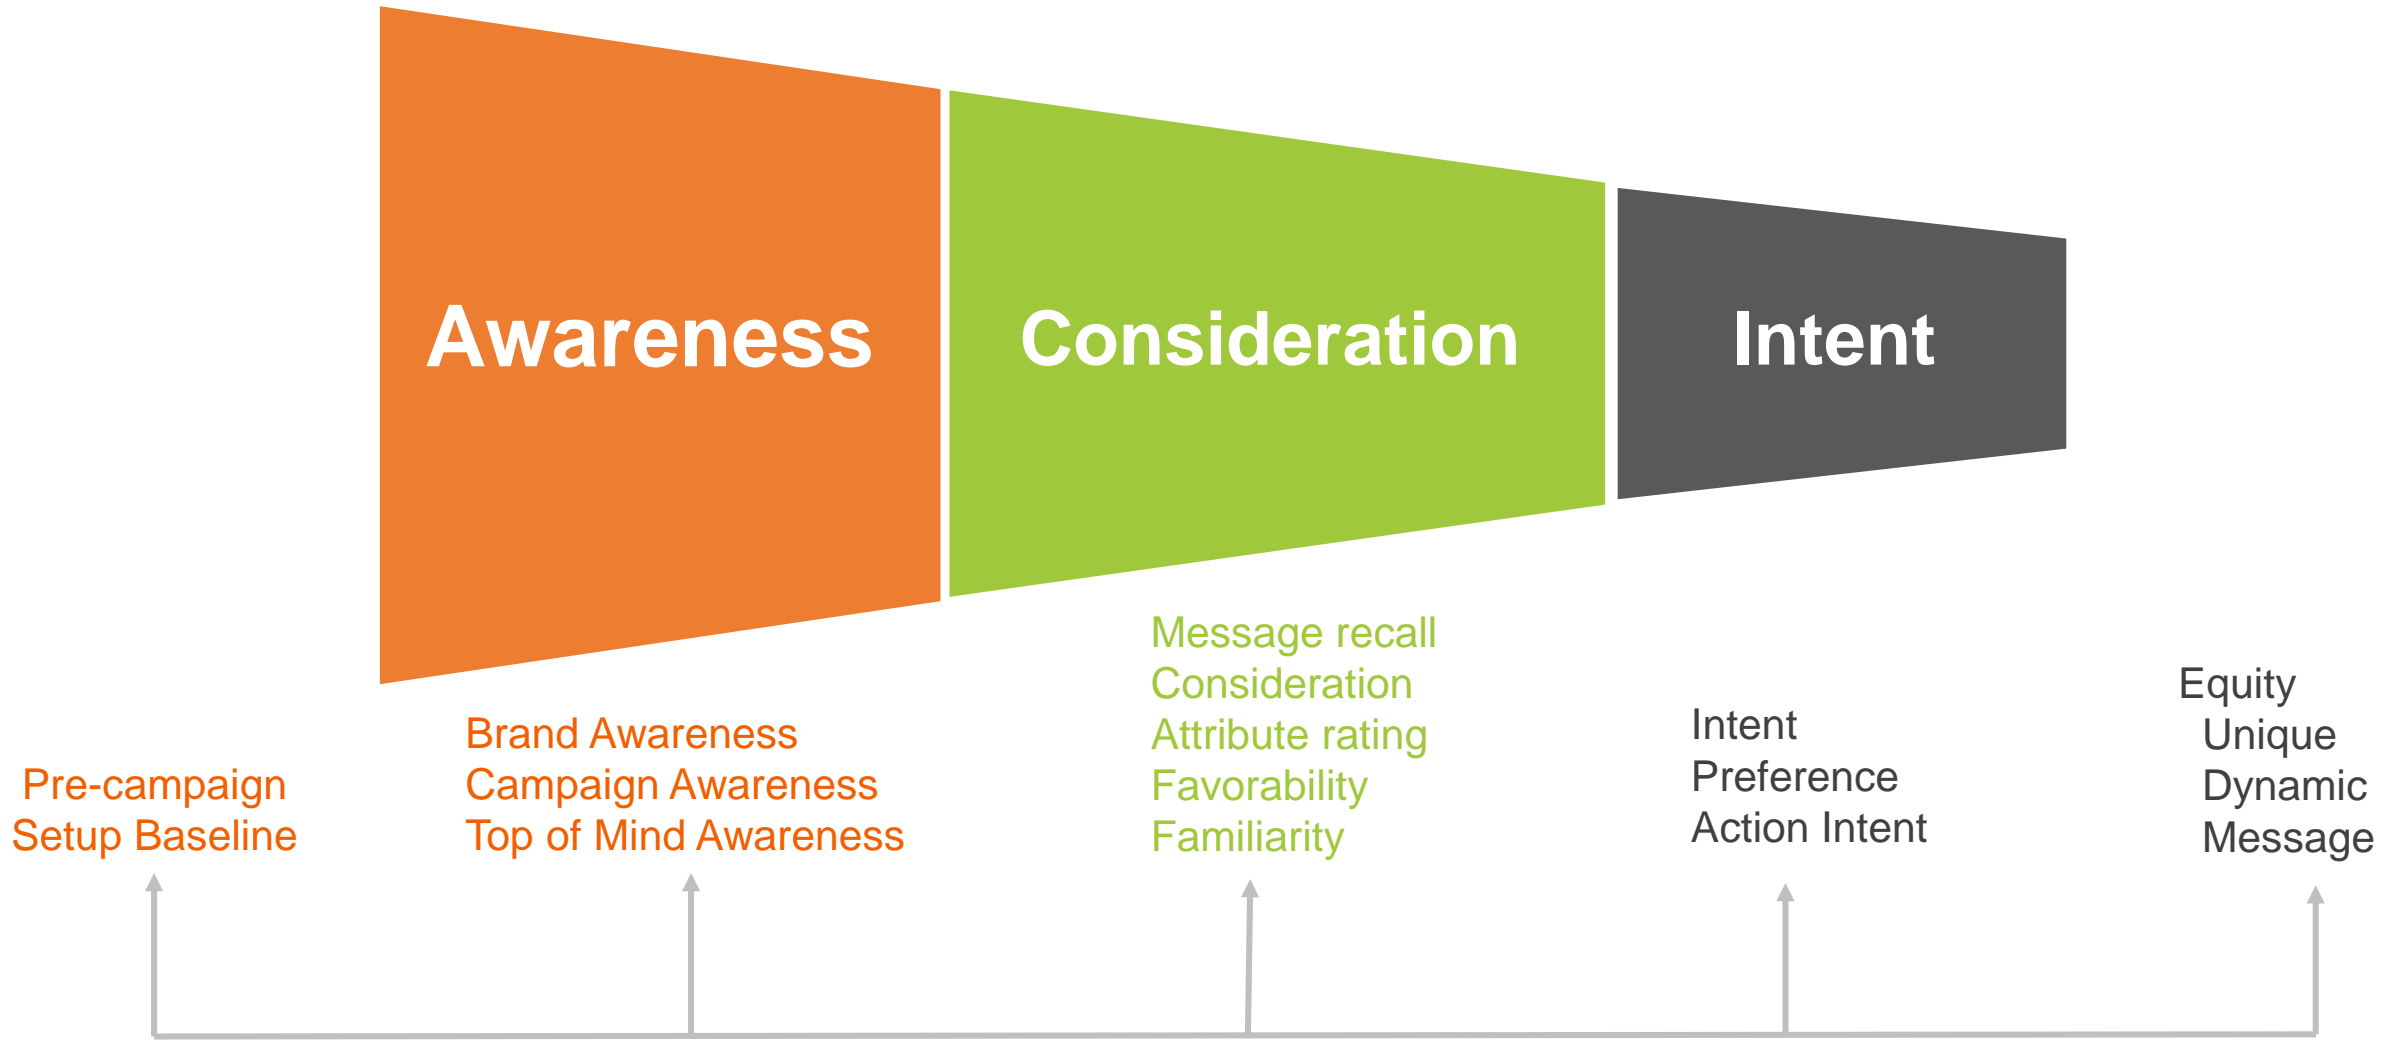 Awareness
Consideration
Intent
Pre-campaign
Setup Baseline
Brand Awareness
Campaign Awareness
Top of Mind Awareness
Message recall
Consideration
Attribute rating
Favorability
Familiarity
Intent
Preference
Action Intent
Equity
Unique
Dynamic
Message